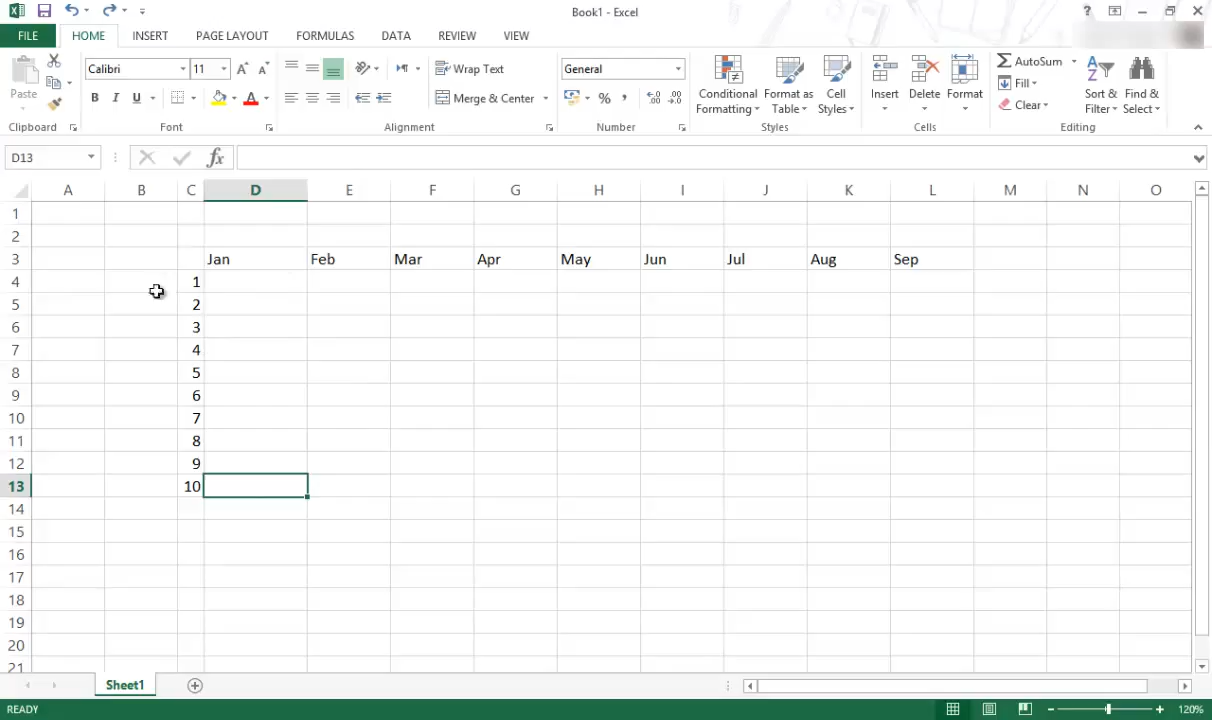 Book1 - Excel
FILE HOME INSERT PAGE LAYOUT FORMULAS DATA REVIEW VIEW
Paste
Calibri 11
B I U
Wrap Text
Merge & Center
General
% ,
Conditional Formatting
Format as Table
Cell Styles
Insert Delete Format
AutoSum
Fill
Clear
Sort & Filter
Find & Select
Clipboard Font Alignment Number Styles Cells Editing
D13 fx
A B C D E F G H I J K L M N O
1
2
3 Jan Feb Mar Apr May Jun Jul Aug Sep
4 1
5 2
6 3
7 4
8 5
9 6
10 7
11 8
12 9
13 10
14
15
16
17
18
19
20
21
Sheet1
READY 120%